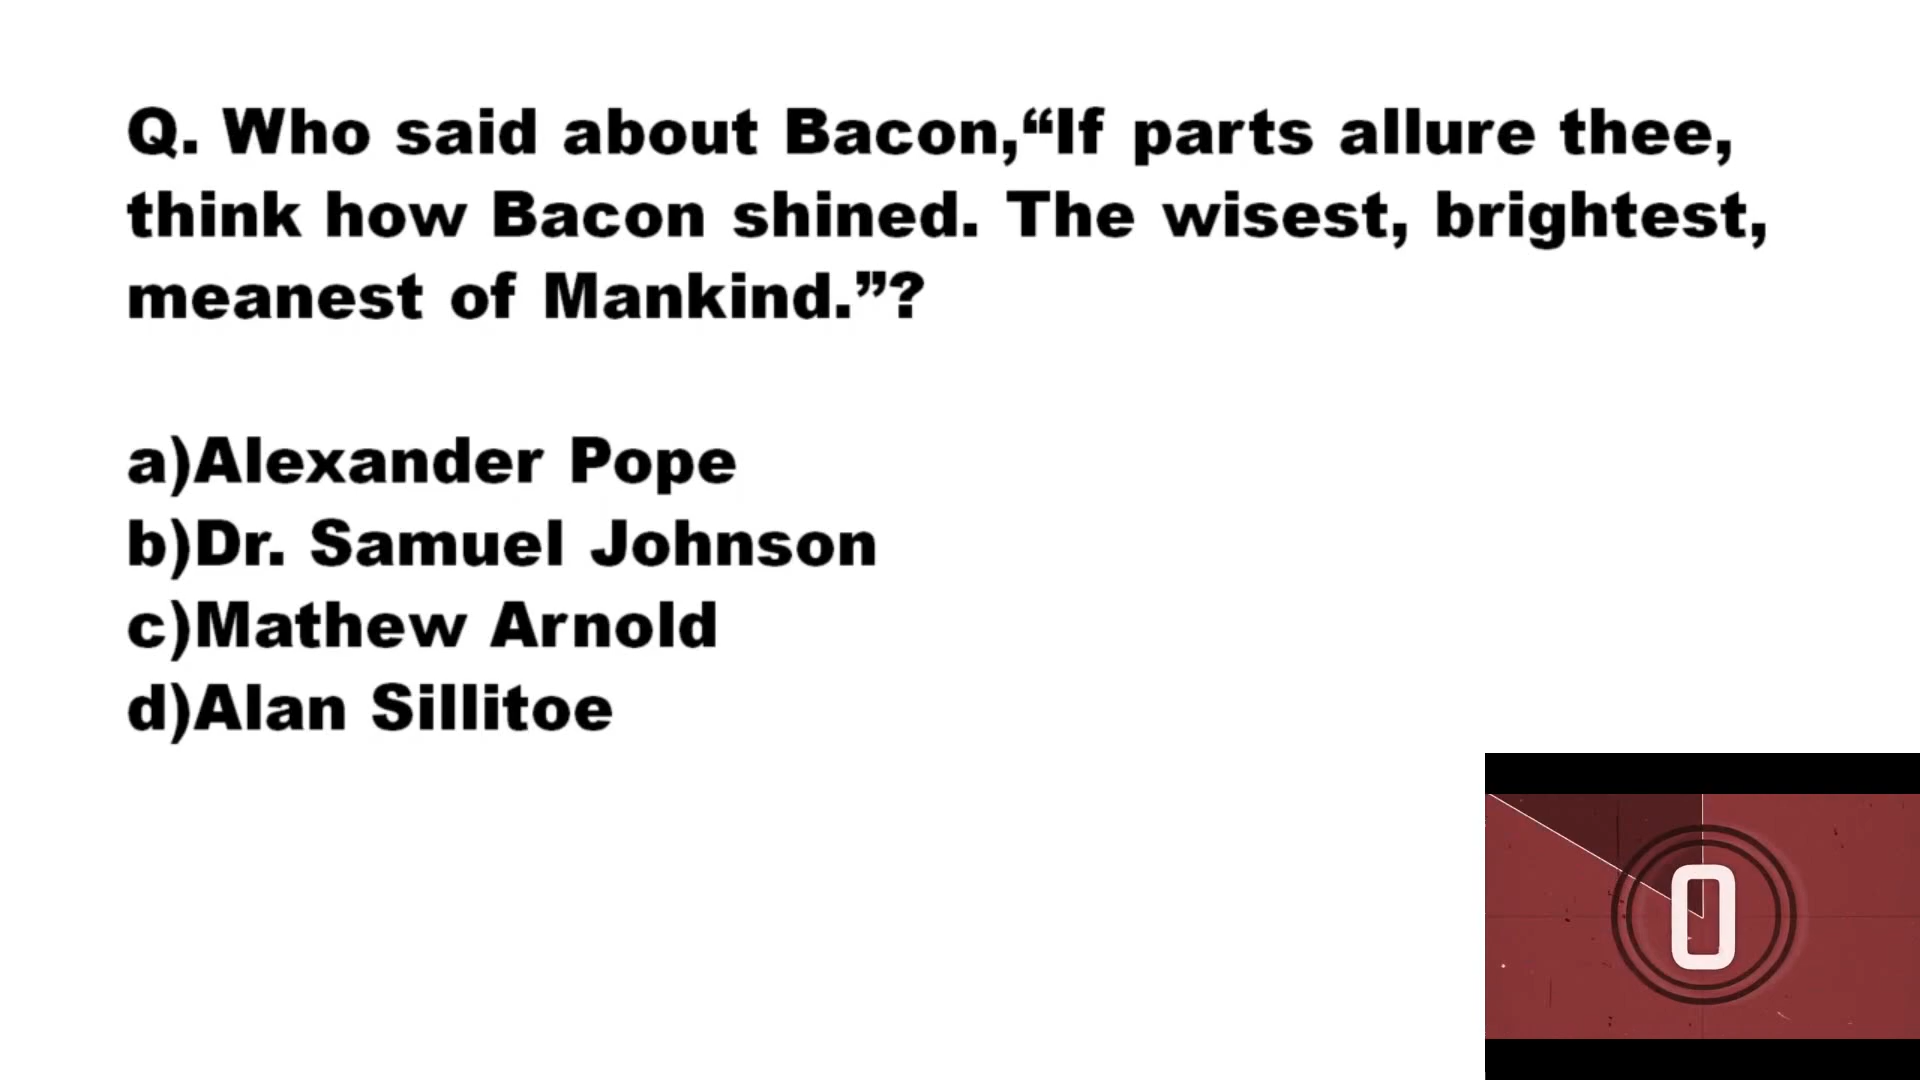 Q. Who said about Bacon,“If parts allure thee,
think how Bacon shined. The wisest, brightest,
meanest of Mankind.”?
a)Alexander Pope
b)Dr. Samuel Johnson
c)Mathew Arnold
d)Alan Sillitoe
0